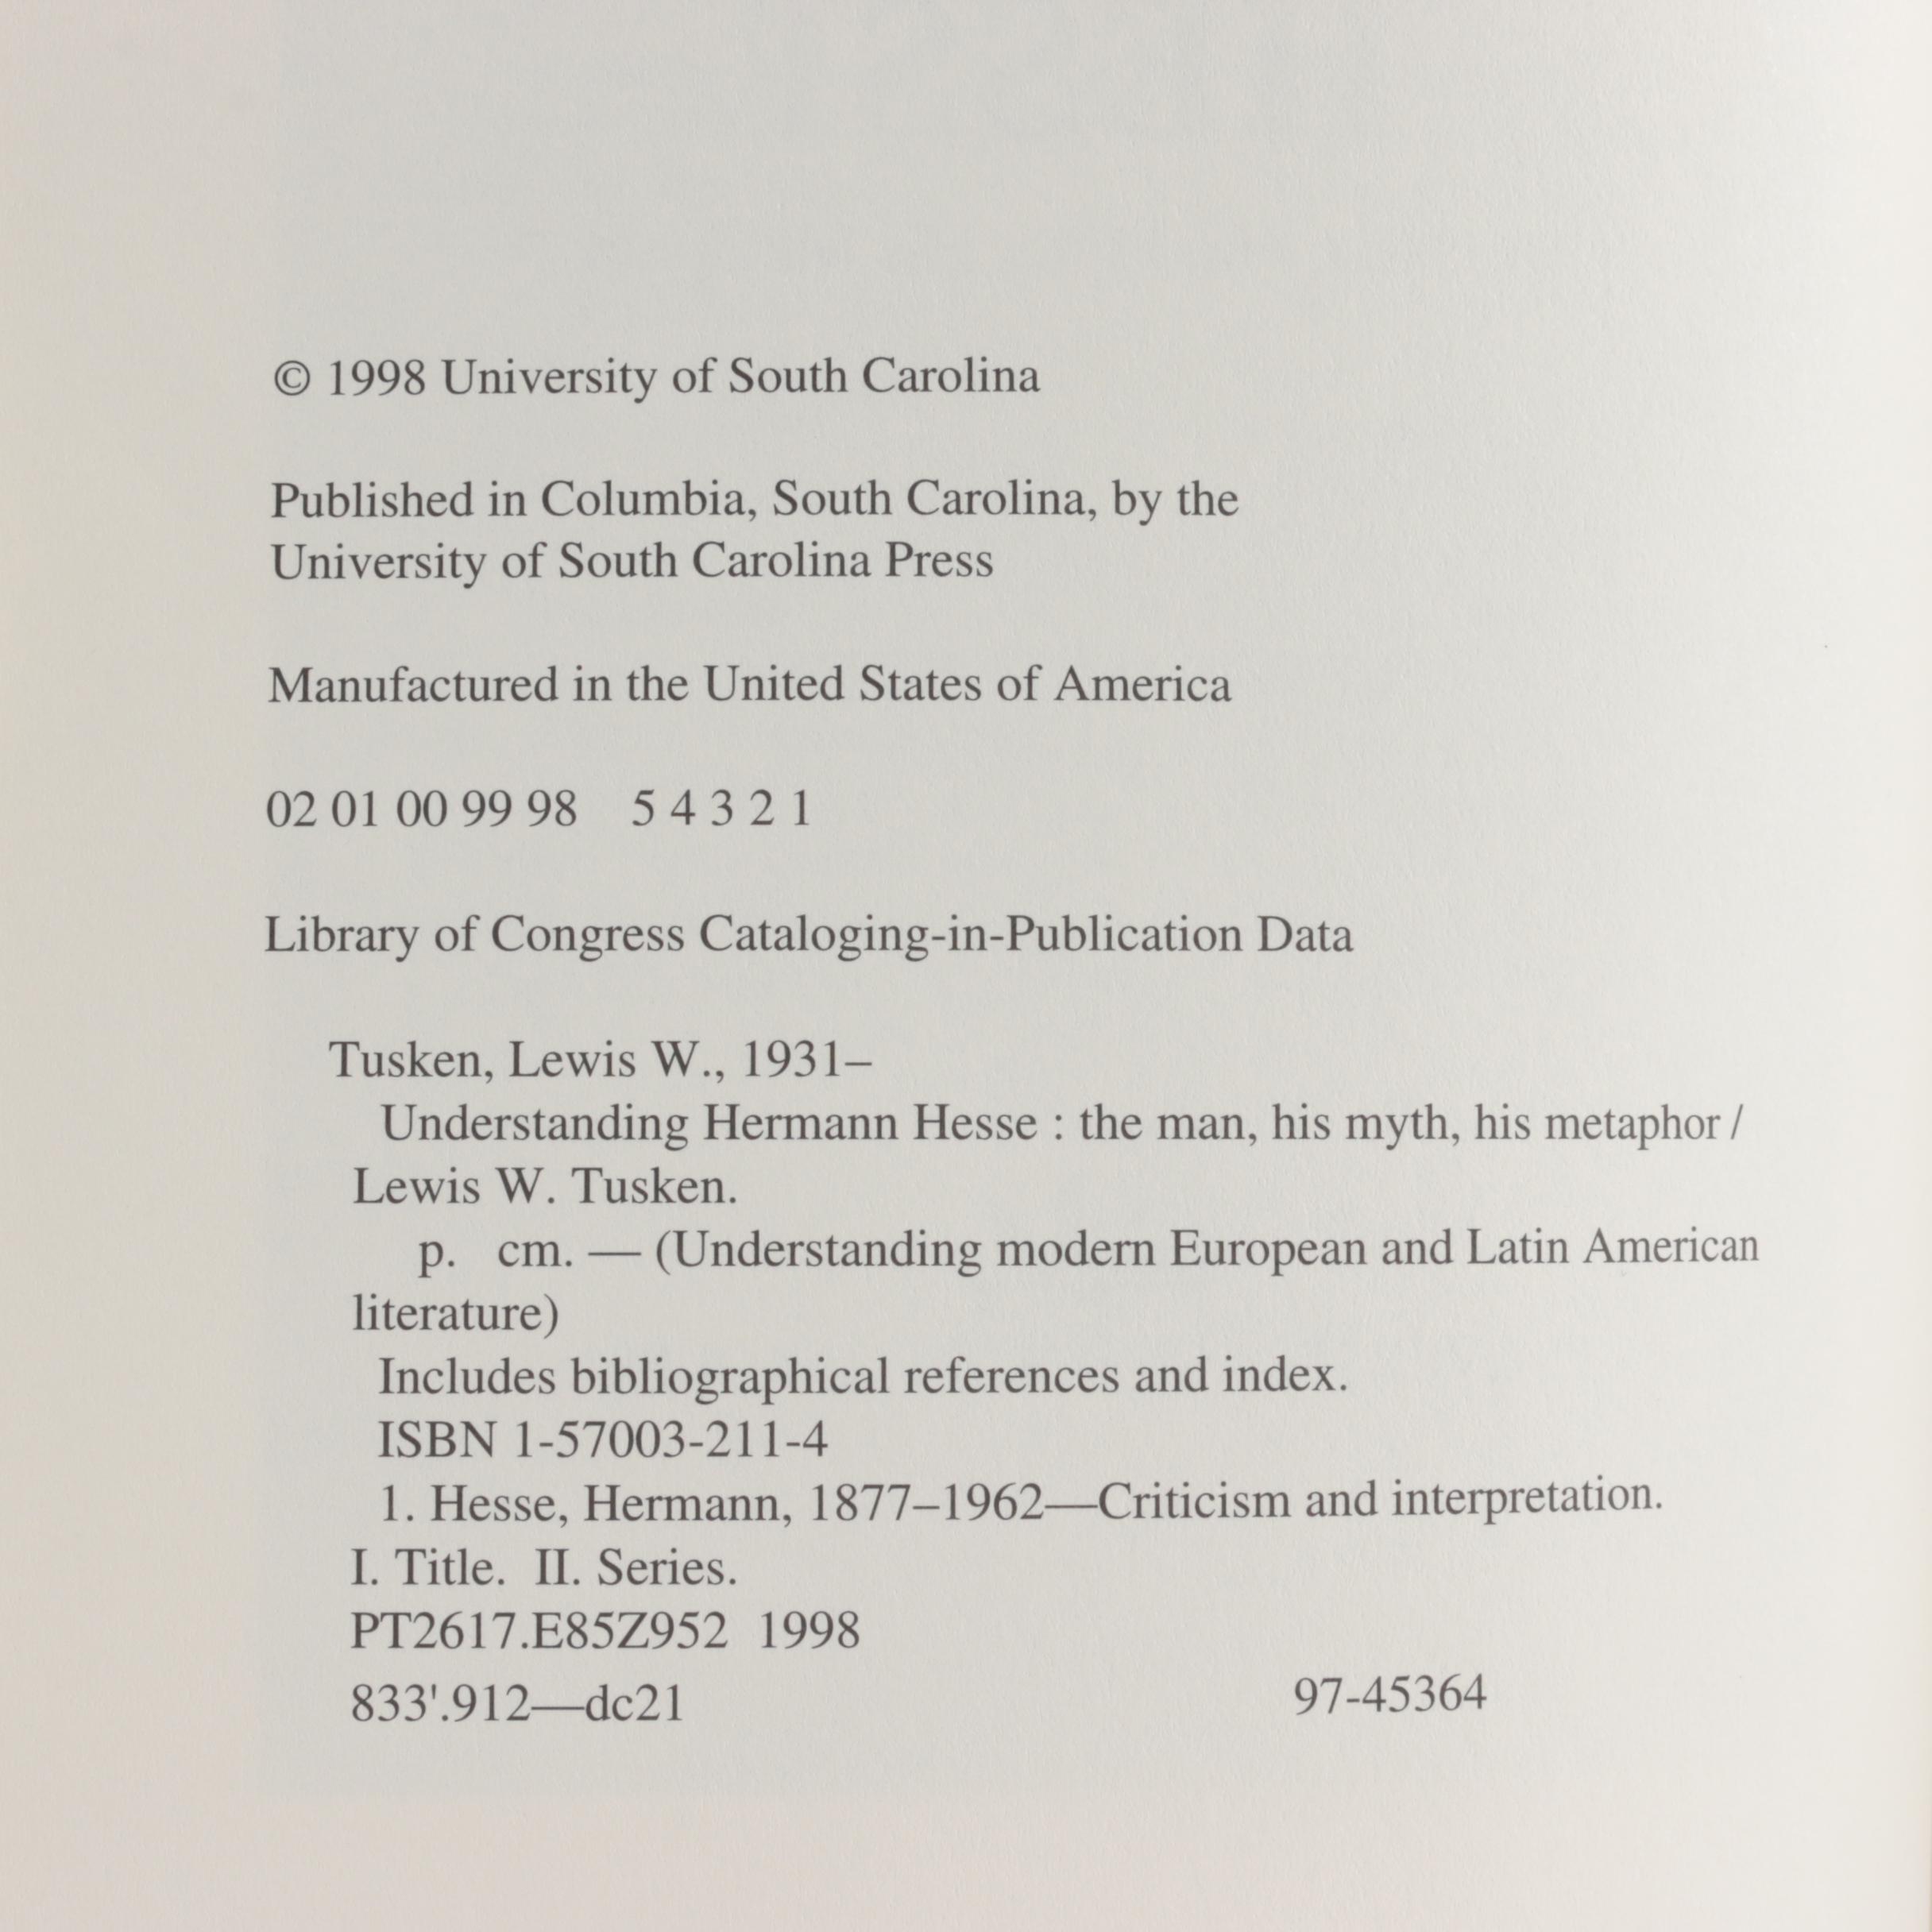 © 1998 University of South Carolina
Published in Columbia, South Carolina, by the
University of South Carolina Press
Manufactured in the United States of America
02 01 00 99 98    5 4 3 2 1
Library of Congress Cataloging-in-Publication Data
Tusken, Lewis W., 1931–
Understanding Hermann Hesse : the man, his myth, his metaphor /
Lewis W. Tusken.
p.   cm. — (Understanding modern European and Latin American
literature)
Includes bibliographical references and index.
ISBN 1-57003-211-4
1. Hesse, Hermann, 1877–1962—Criticism and interpretation.
I. Title.  II. Series.
PT2617.E85Z952  1998
833'.912—dc21    97-45364